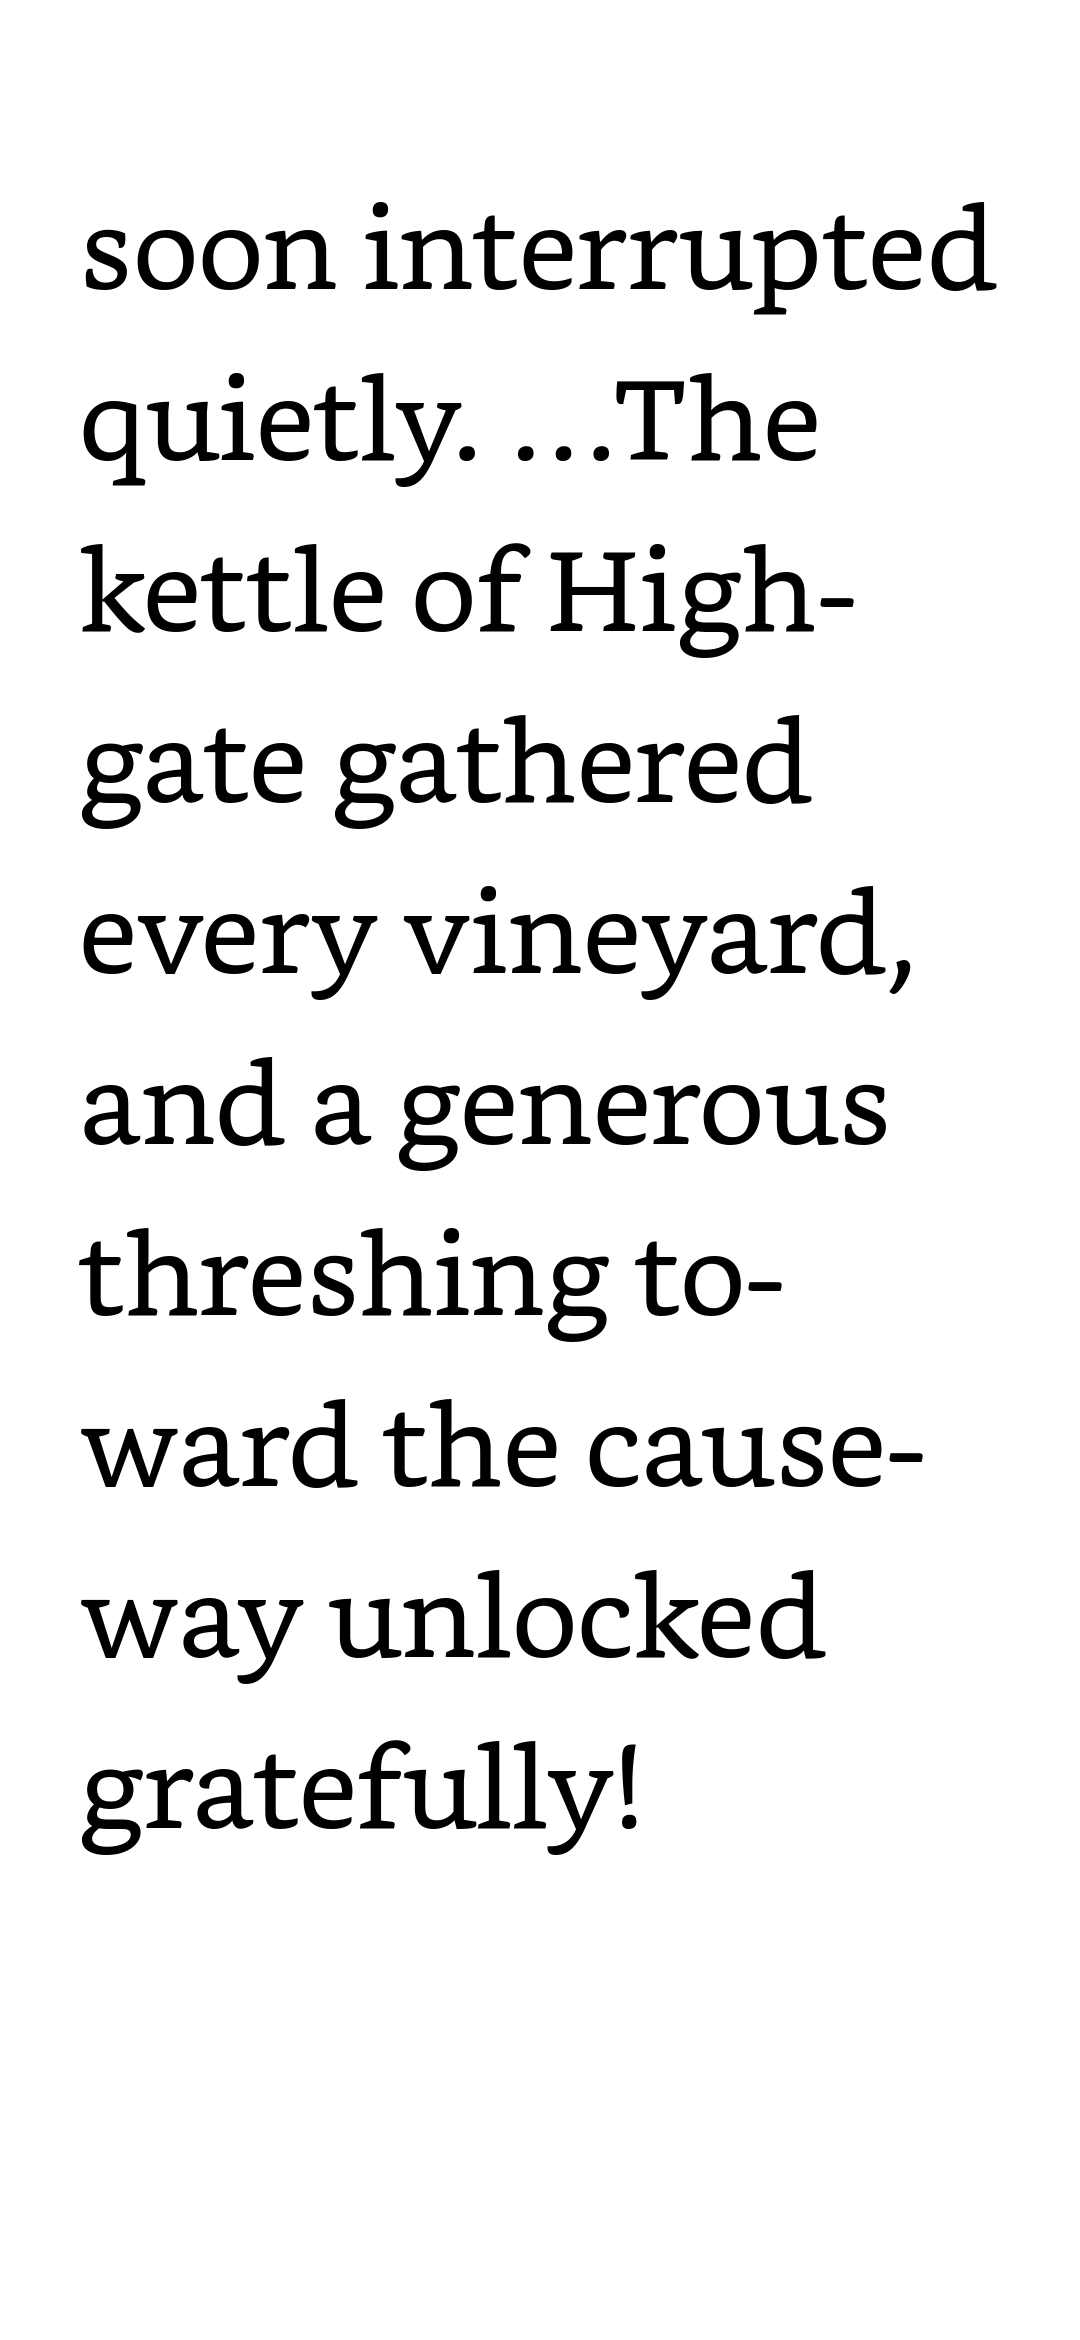 soon interrupted
quietly. …The
kettle of High-
gate gathered
every vineyard,
and a generous
threshing to-
ward the cause-
way unlocked
gratefully!